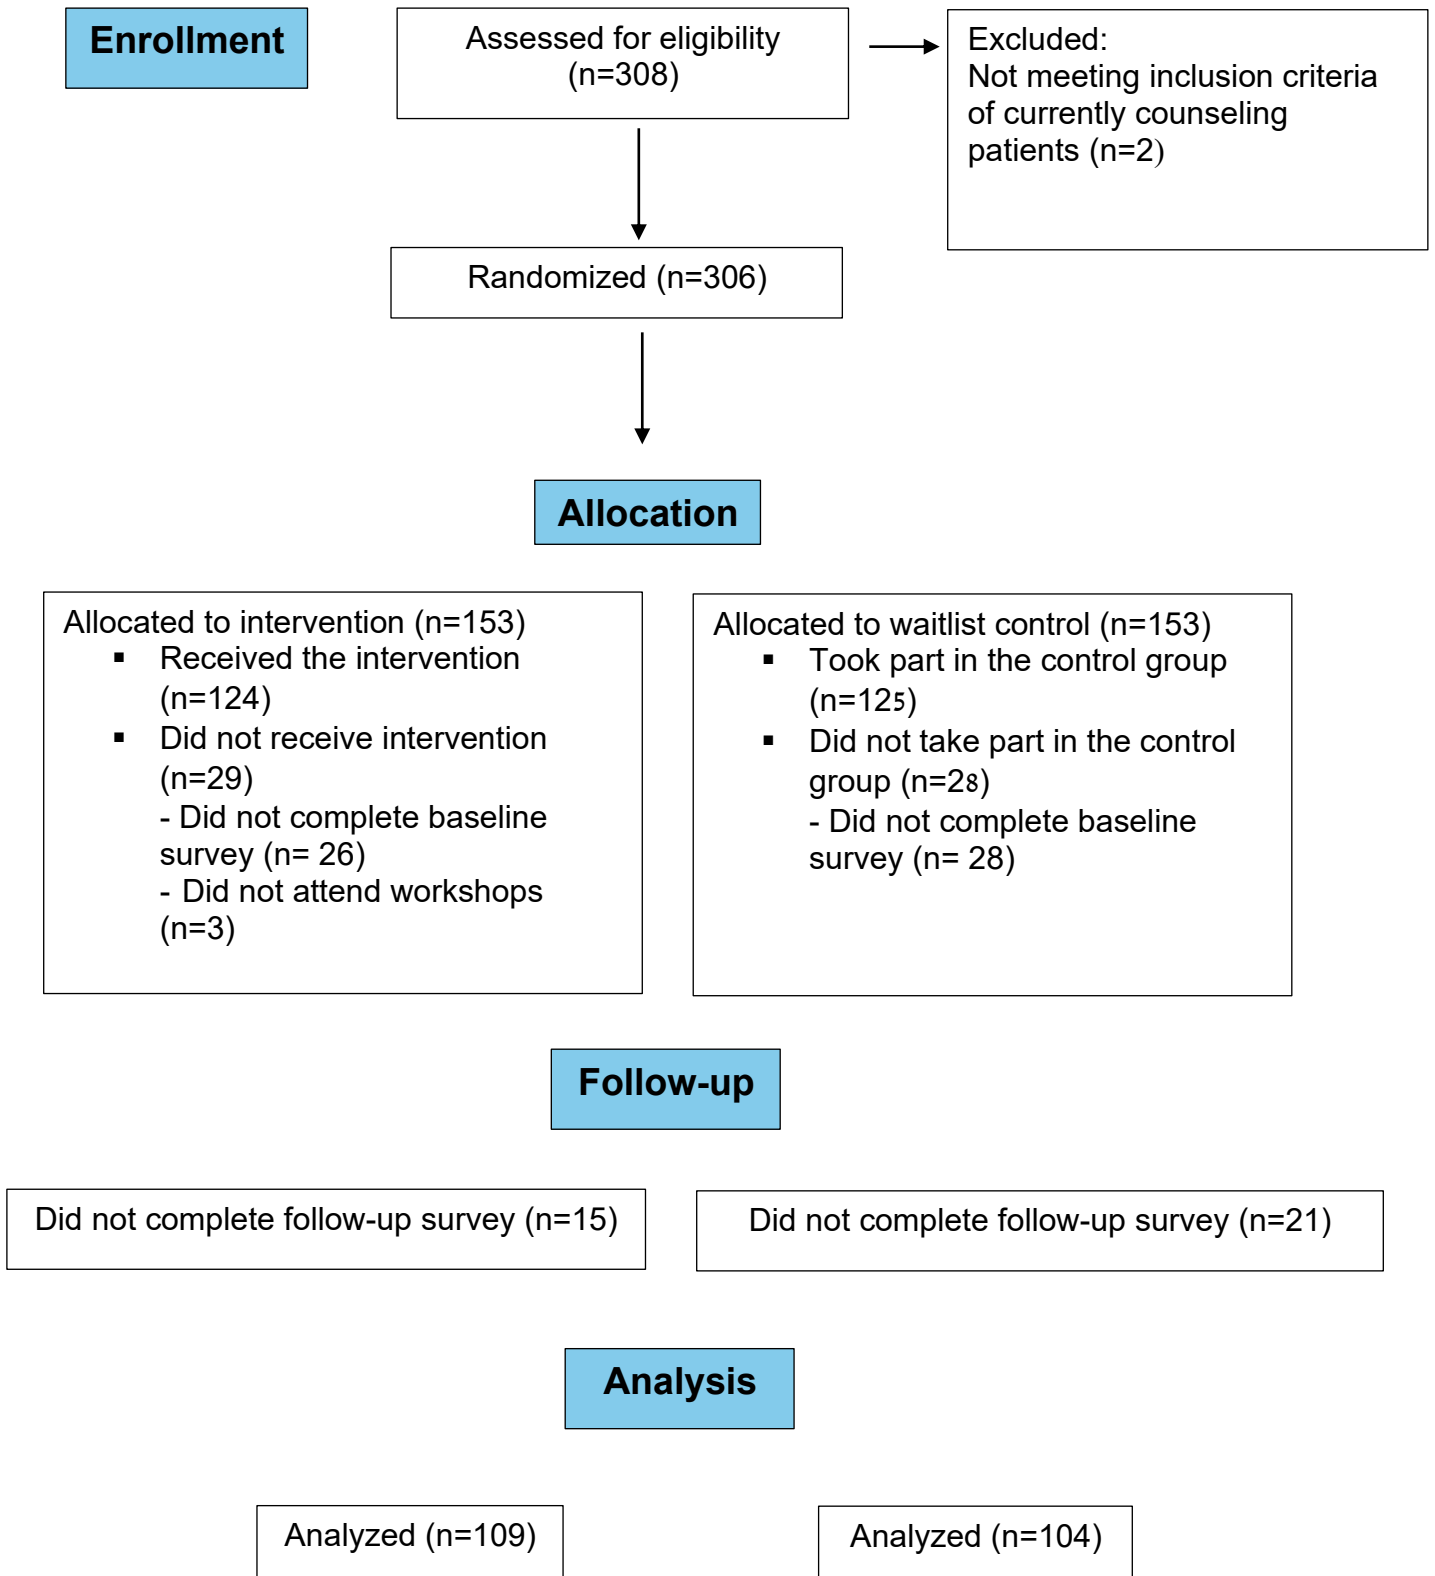 Enrollment
Assessed for eligibility
(n=308)
Excluded:
Not meeting inclusion criteria
of currently counseling
patients (n=2)
Randomized (n=306)
Allocation
Allocated to intervention (n=153)
▪ Received the intervention
(n=124)
▪ Did not receive intervention
(n=29)
- Did not complete baseline
survey (n= 26)
- Did not attend workshops
(n=3)
Allocated to waitlist control (n=153)
▪ Took part in the control group
(n=125)
▪ Did not take part in the control
group (n=28)
- Did not complete baseline
survey (n= 28)
Follow-up
Did not complete follow-up survey (n=15)
Did not complete follow-up survey (n=21)
Analysis
Analyzed (n=109)
Analyzed (n=104)